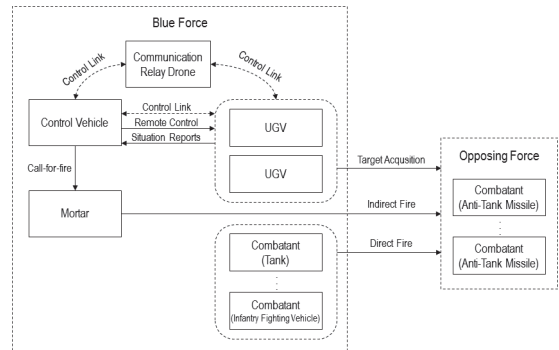 Blue Force
Communication
Relay Drone
Control Link
Control Link
Control Vehicle
Control Link
Remote Control
Situation Reports
UGV
UGV
Call-for-fire
Mortar
Target Acqusition
Indirect Fire
Direct Fire
Combatant
(Tank)
Combatant
(Infantry Fighting Vehicle)
Opposing Force
Combatant
(Anti-Tank Missile)
Combatant
(Anti-Tank Missile)